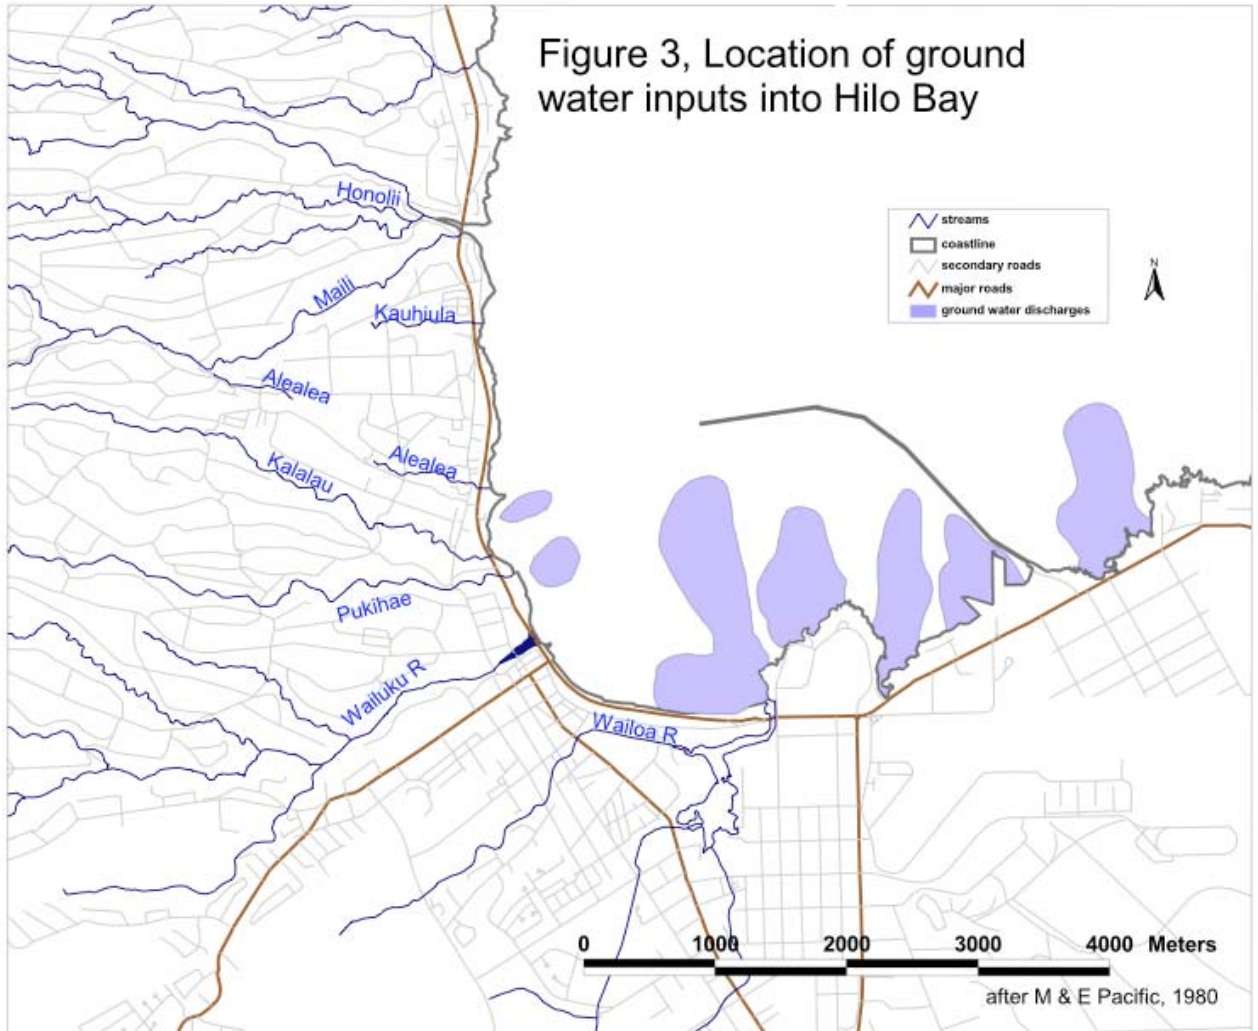 Figure 3, Location of ground
water inputs into Hilo Bay
Honolii
streams
coastline
secondary roads
major roads
ground water discharges
N
Maili
Kauhiula
Alealea
Alealea
Kalalau
Pukihae
Wailuku R
Wailoa R
0 1000 2000 3000 4000 Meters
after M & E Pacific, 1980